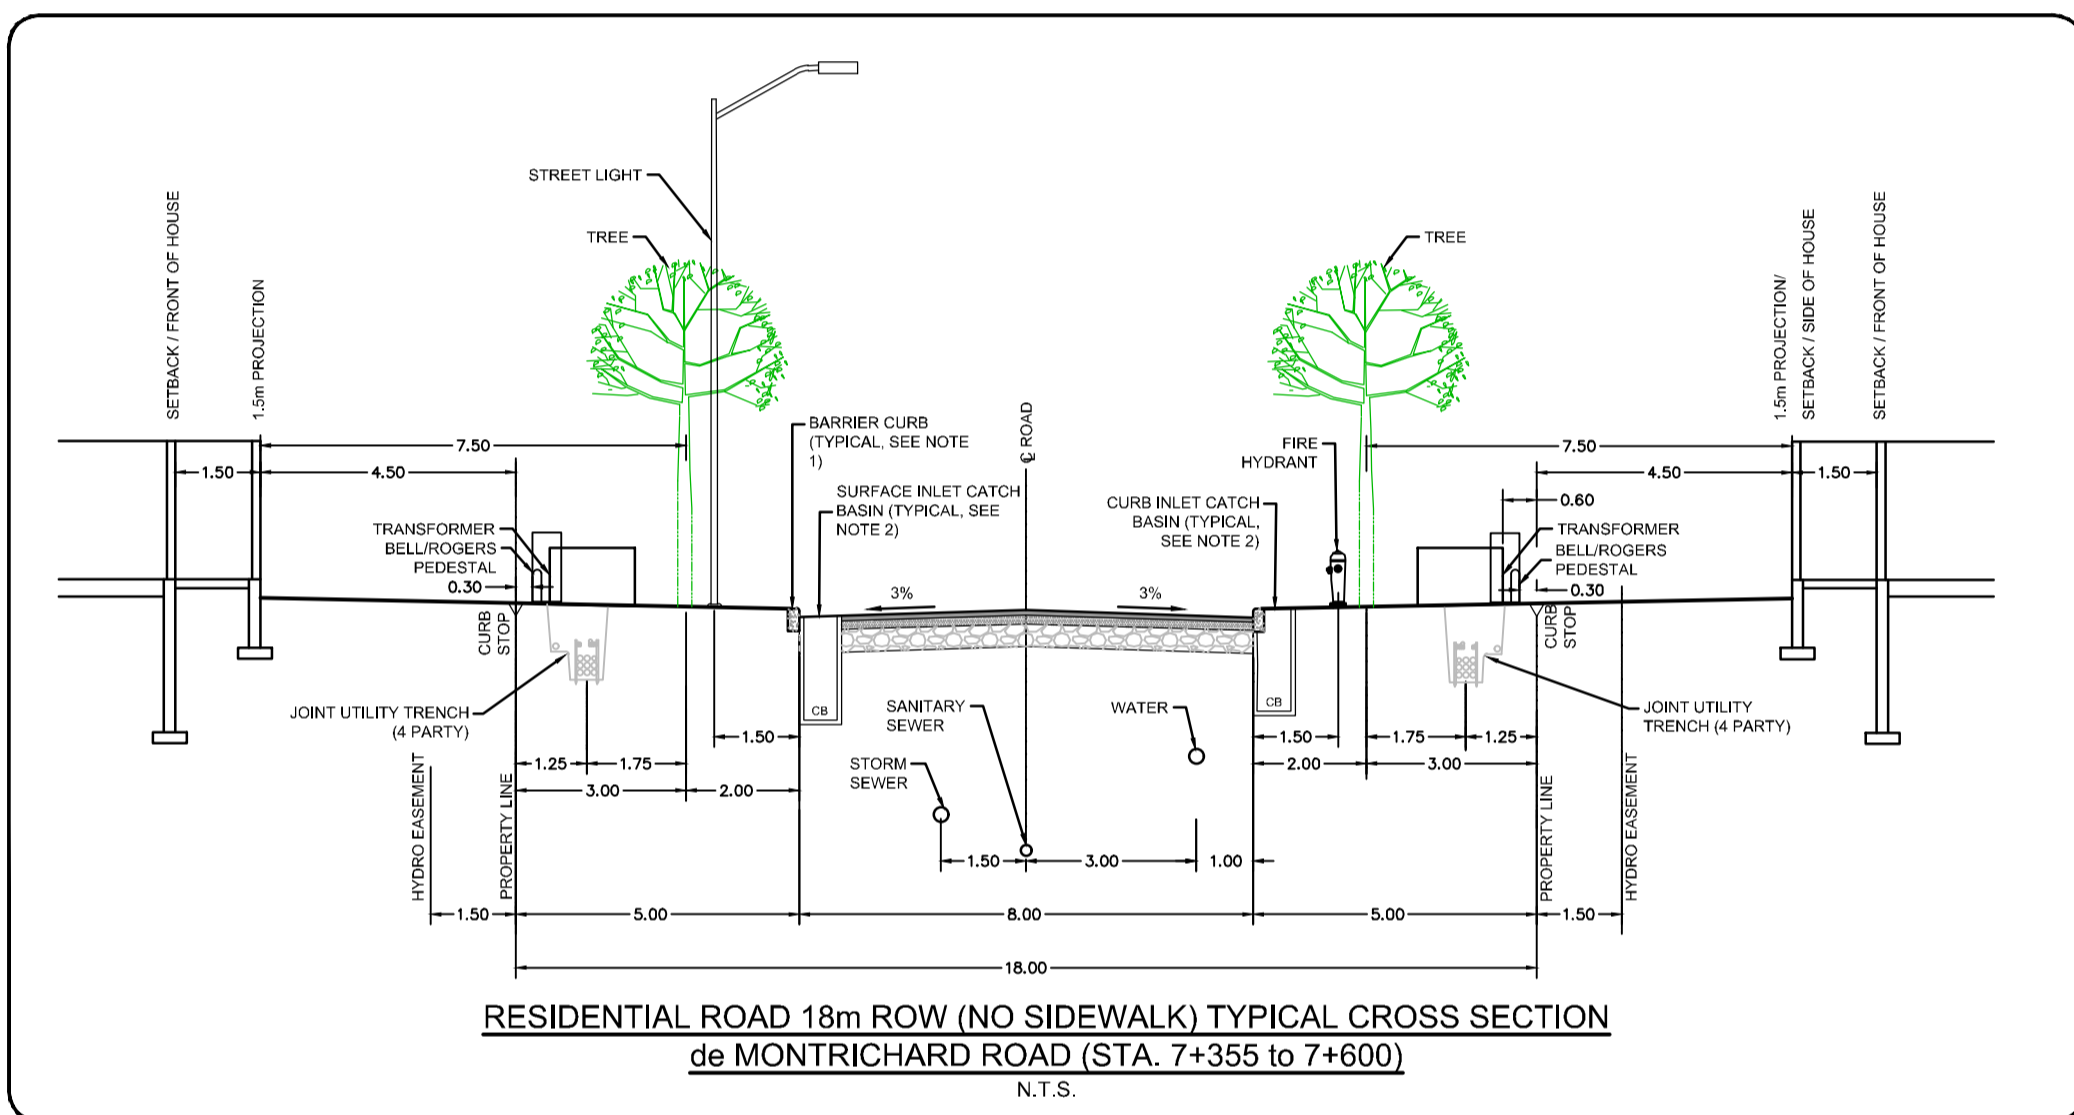 STREET LIGHT
TREE
TREE
SETBACK / FRONT OF HOUSE
1.5m PROJECTION
1.5m PROJECTION/
SETBACK / SIDE OF HOUSE
SETBACK / FRONT OF HOUSE
7.50
1.50
4.50
BARRIER CURB
(TYPICAL, SEE NOTE
1)
SURFACE INLET CATCH
BASIN (TYPICAL, SEE
NOTE 2)
℄ ROAD
FIRE
HYDRANT
CURB INLET CATCH
BASIN (TYPICAL,
SEE NOTE 2)
7.50
4.50
1.50
0.60
TRANSFORMER
BELL/ROGERS
PEDESTAL
0.30
TRANSFORMER
BELL/ROGERS
PEDESTAL
0.30
3%
3%
CURB
STOP
CURB
STOP
JOINT UTILITY TRENCH
(4 PARTY)
CB
CB
SANITARY
SEWER
WATER
STORM
SEWER
JOINT UTILITY
TRENCH (4 PARTY)
1.50
1.25
1.75
3.00
2.00
1.50
1.75
1.25
2.00
3.00
HYDRO EASEMENT
PROPERTY LINE
PROPERTY LINE
HYDRO EASEMENT
1.50
3.00
1.00
1.50
5.00
8.00
5.00
1.50
18.00
RESIDENTIAL ROAD 18m ROW (NO SIDEWALK) TYPICAL CROSS SECTION
de MONTRICHARD ROAD (STA. 7+355 to 7+600)
N.T.S.